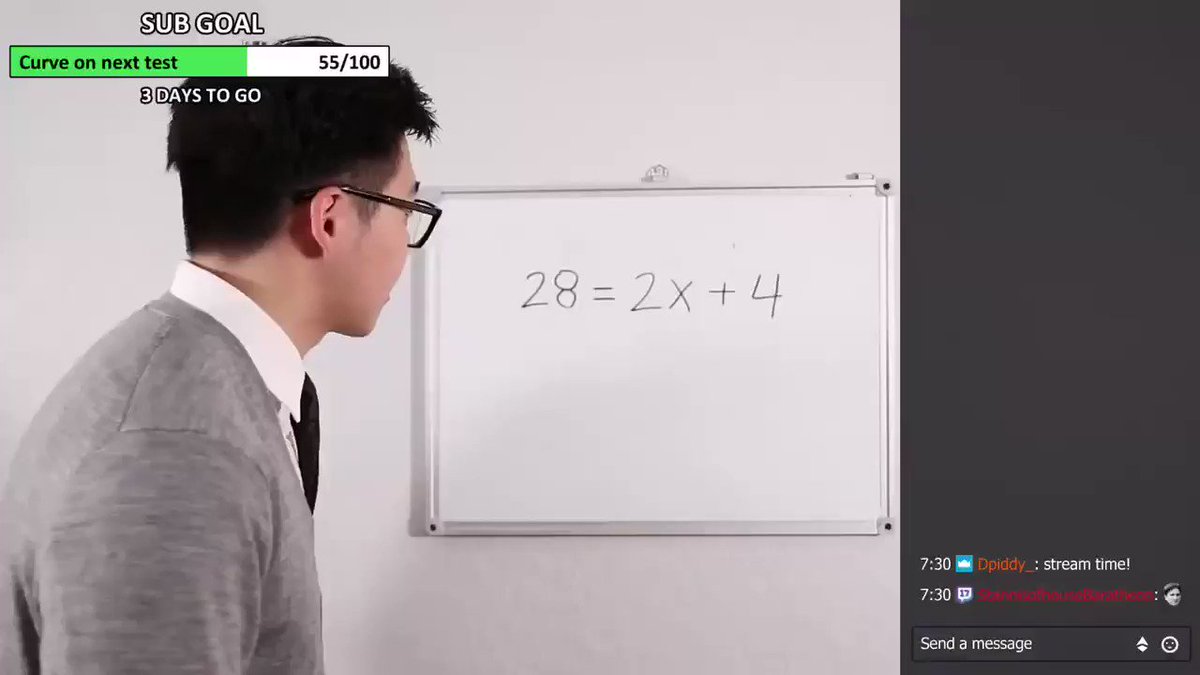 SUB GOAL
Curve on next test 55/100
3 DAYS TO GO
28 = 2x + 4
7:30 Dpiddy_: stream time!
7:30
Send a message